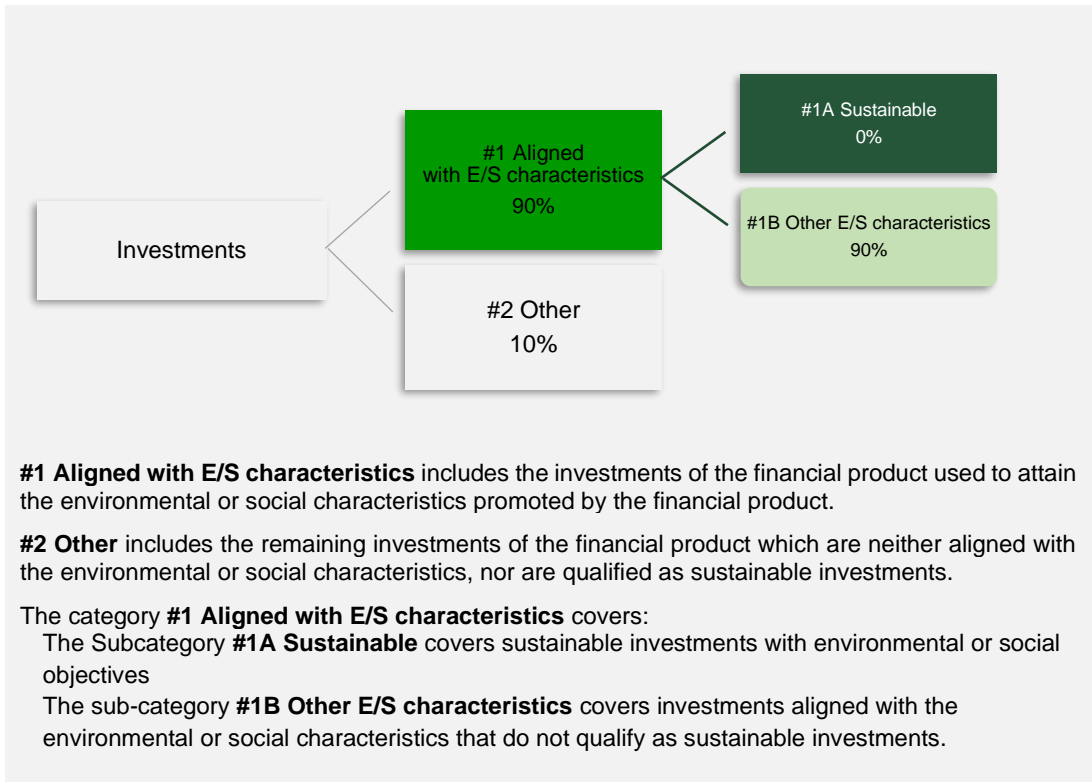 #1A Sustainable
0%
#1 Aligned
with E/S characteristics
90%
#1B Other E/S characteristics
90%
Investments
#2 Other
10%
#1 Aligned with E/S characteristics includes the investments of the financial product used to attain
the environmental or social characteristics promoted by the financial product.
#2 Other includes the remaining investments of the financial product which are neither aligned with
the environmental or social characteristics, nor are qualified as sustainable investments.
The category #1 Aligned with E/S characteristics covers:
The Subcategory #1A Sustainable covers sustainable investments with environmental or social
objectives
The sub-category #1B Other E/S characteristics covers investments aligned with the
environmental or social characteristics that do not qualify as sustainable investments.